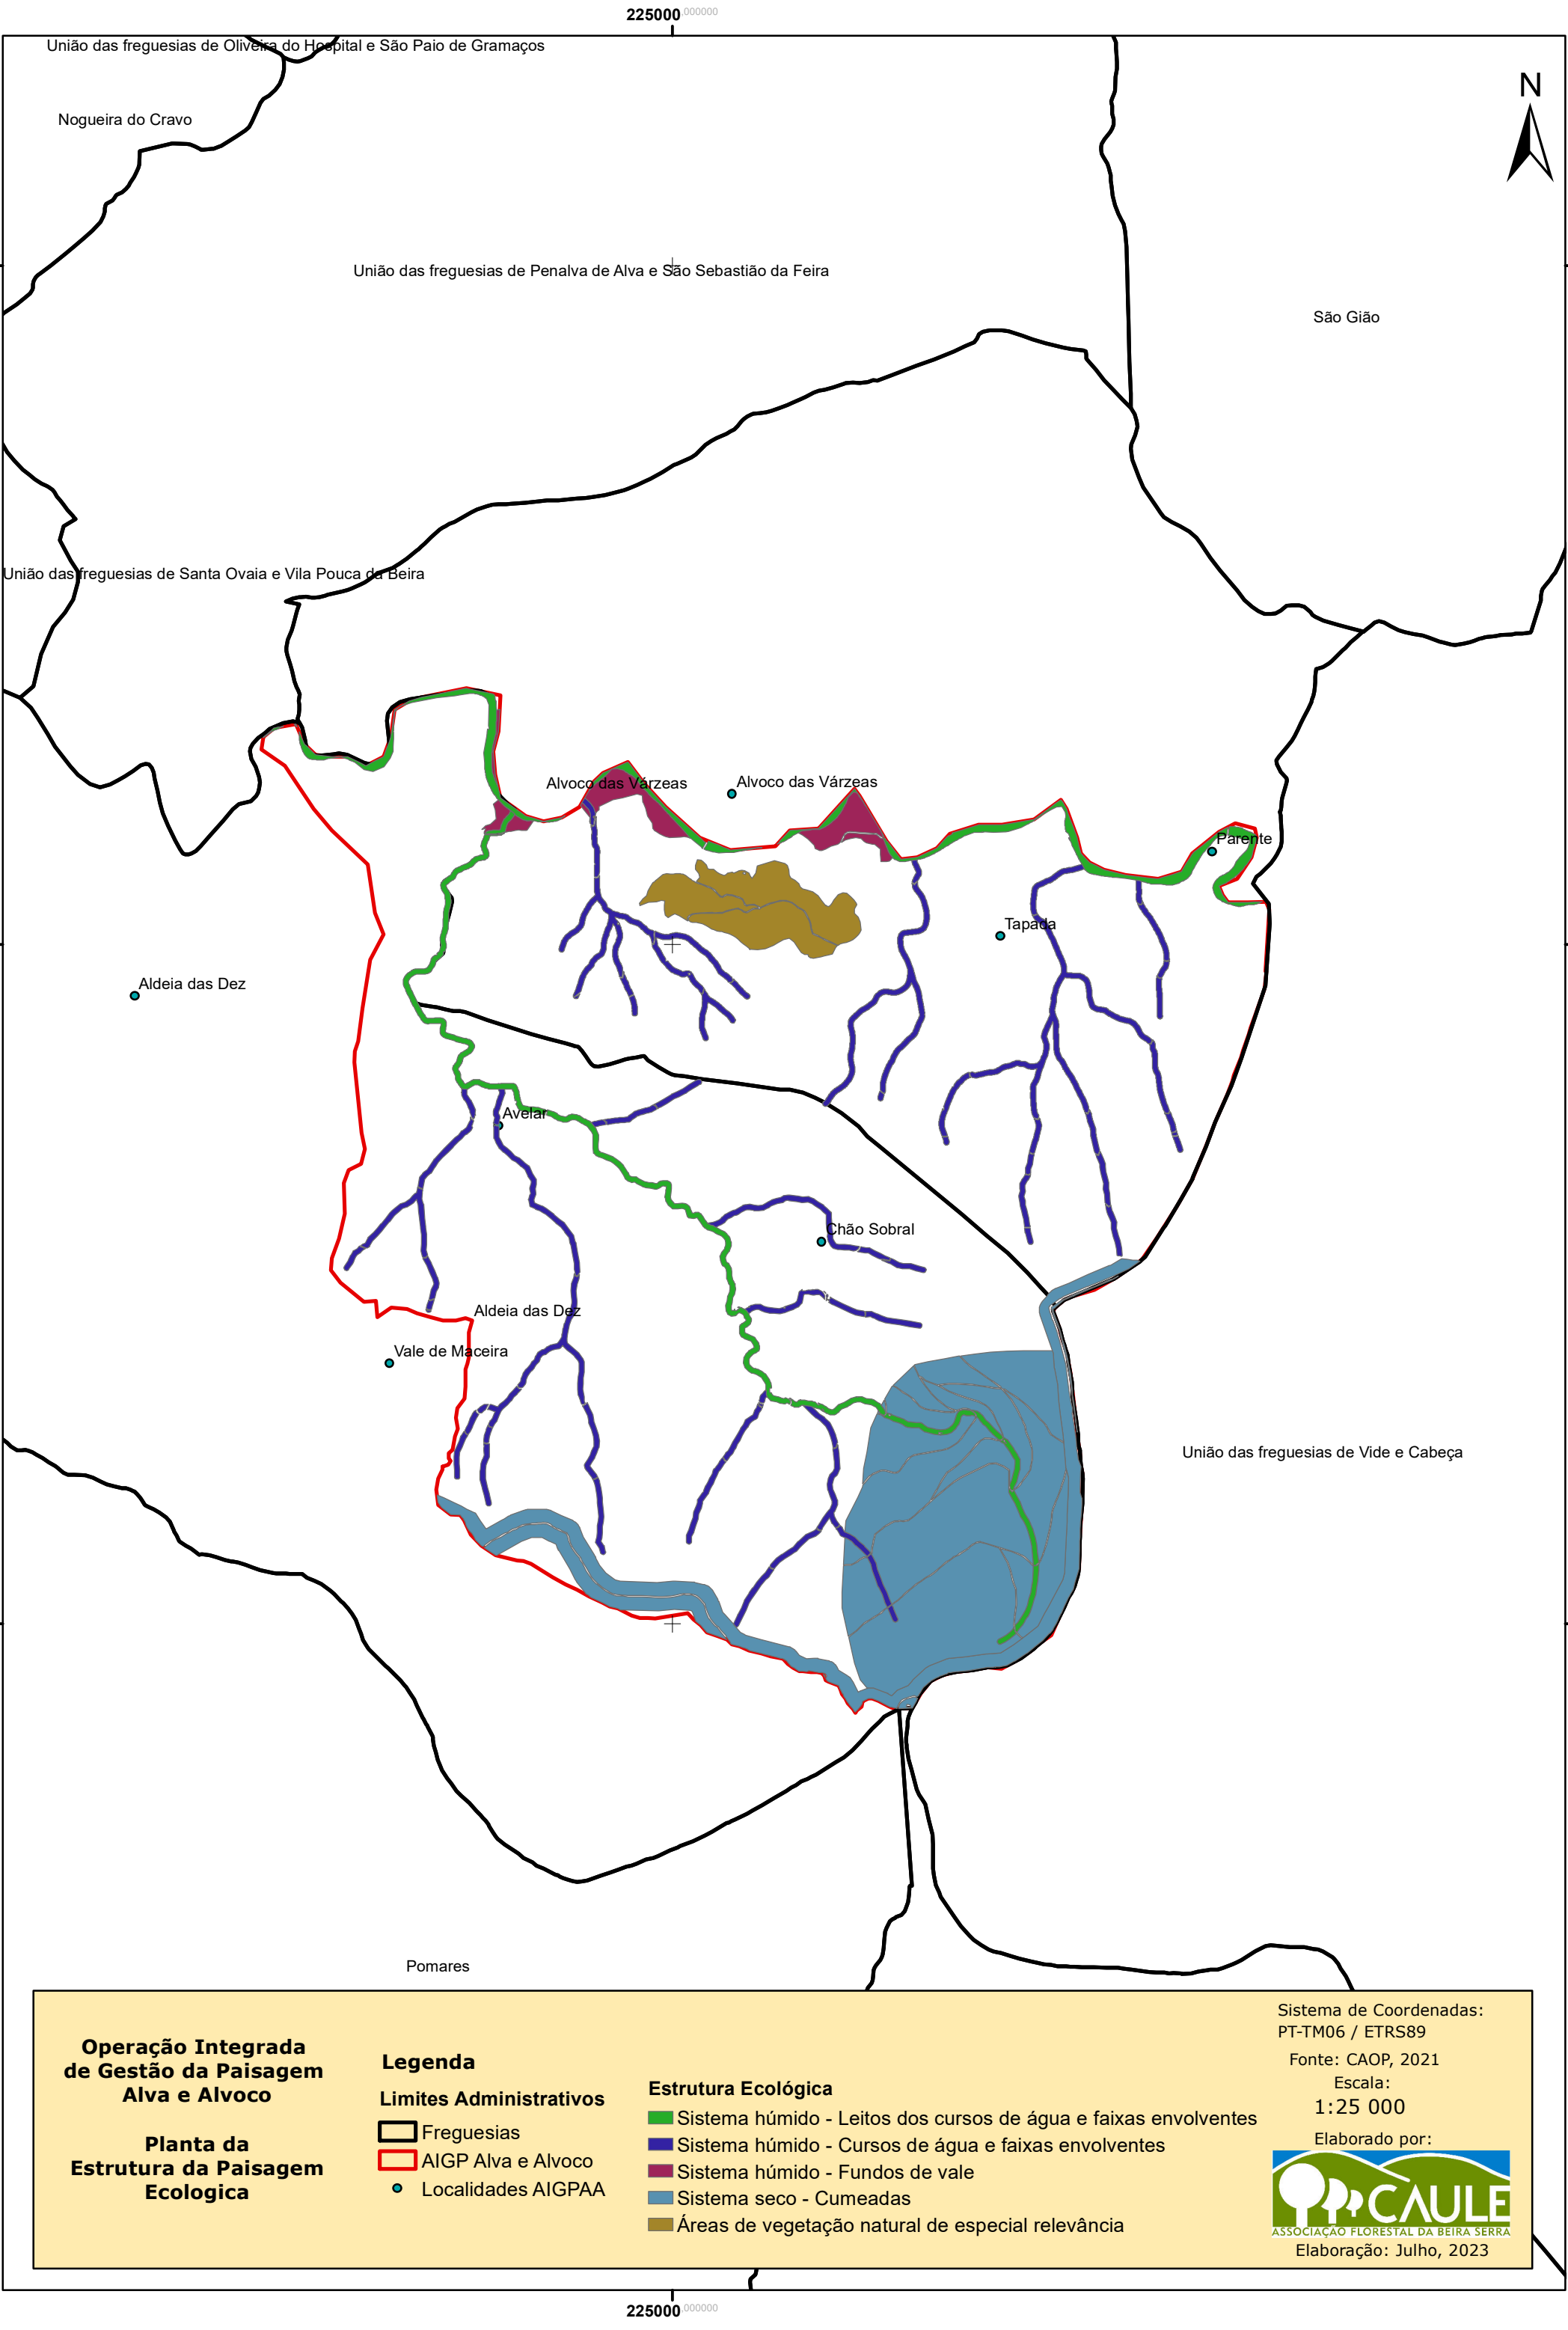 225000,000000
União das freguesias de Oliveira do Hospital e São Paio de Gramaços
N
Nogueira do Cravo
União das freguesias de Penalva de Alva e São Sebastião da Feira
São Gião
União das freguesias de Santa Ovaia e Vila Pouca da Beira
Alvoco das Várzeas
Alvoco das Várzeas
Parente
Tapada
Aldeia das Dez
Avelar
Chão Sobral
Aldeia das Dez
Vale de Maceira
União das freguesias de Vide e Cabeça
Pomares
Operação Integrada
de Gestão da Paisagem
Alva e Alvoco
Planta da
Estrutura da Paisagem
Ecologica
Legenda
Limites Administrativos
Freguesias
AIGP Alva e Alvoco
Localidades AIGPAA
Estrutura Ecológica
Sistema húmido - Leitos dos cursos de água e faixas envolventes
Sistema húmido - Cursos de água e faixas envolventes
Sistema húmido - Fundos de vale
Sistema seco - Cumeadas
Áreas de vegetação natural de especial relevância
Sistema de Coordenadas:
PT-TM06 / ETRS89
Fonte: CAOP, 2021
Escala:
1:25 000
Elaborado por:
CAULE
ASSOCIAÇÃO FLORESTAL DA BEIRA SERRA
Elaboração: Julho, 2023
225000,000000